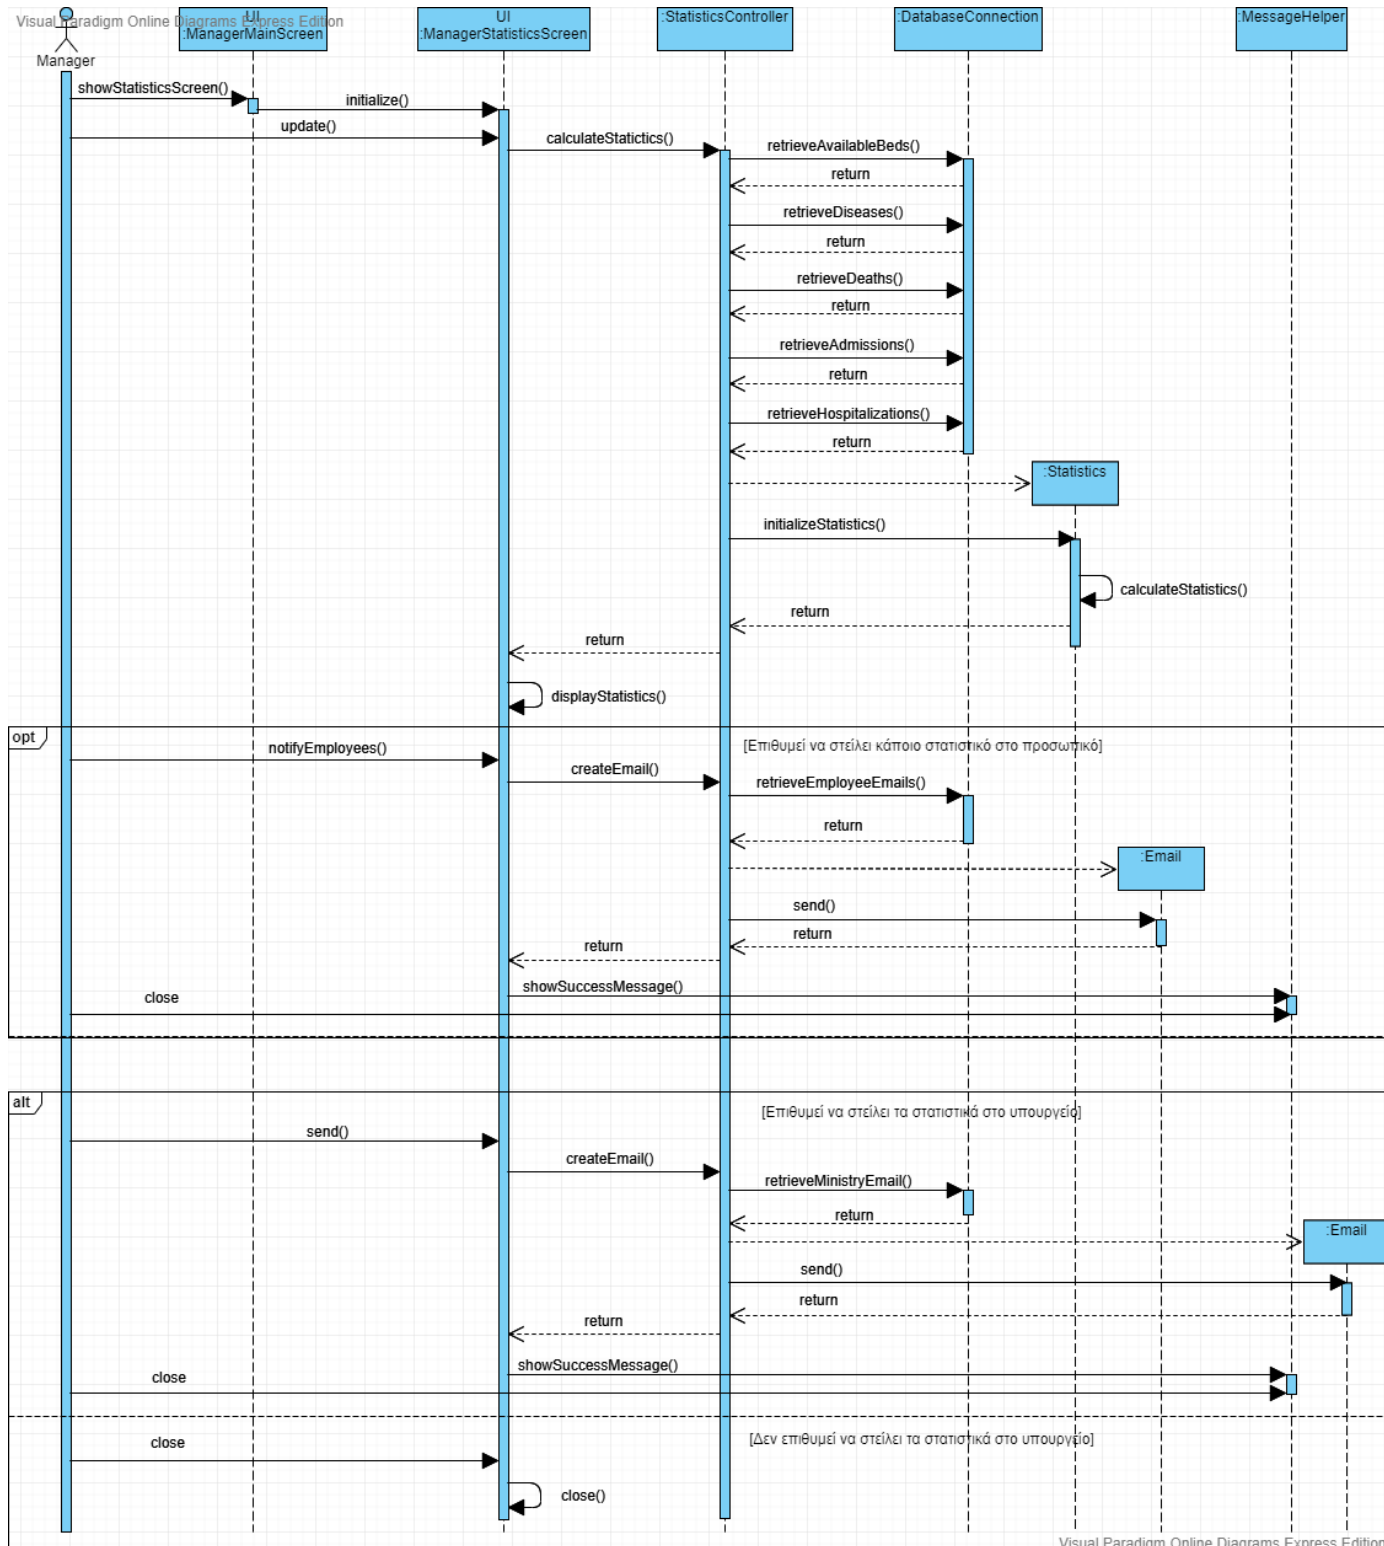 Visual Paradigm Online Diagrams Express Edition
Manager
UI
:ManagerMainScreen
UI
:ManagerStatisticsScreen
:StatisticsController
:DatabaseConnection
:MessageHelper
showStatisticsScreen()
initialize()
update()
calculateStatictics()
retrieveAvailableBeds()
return
retrieveDiseases()
return
retrieveDeaths()
return
retrieveAdmissions()
return
retrieveHospitalizations()
return
:Statistics
initializeStatistics()
calculateStatistics()
return
return
displayStatistics()
opt
[Επιθυμεί να στείλει κάποιο στατιστικό στο προσωπικό]
notifyEmployees()
createEmail()
retrieveEmployeeEmails()
return
:Email
send()
return
return
showSuccessMessage()
close
alt
[Επιθυμεί να στείλει τα στατιστικά στο υπουργείο]
send()
createEmail()
retrieveMinistryEmail()
return
:Email
send()
return
return
showSuccessMessage()
close
[Δεν επιθυμεί να στείλει τα στατιστικά στο υπουργείο]
close
close()
Visual Paradigm Online Diagrams Express Edition